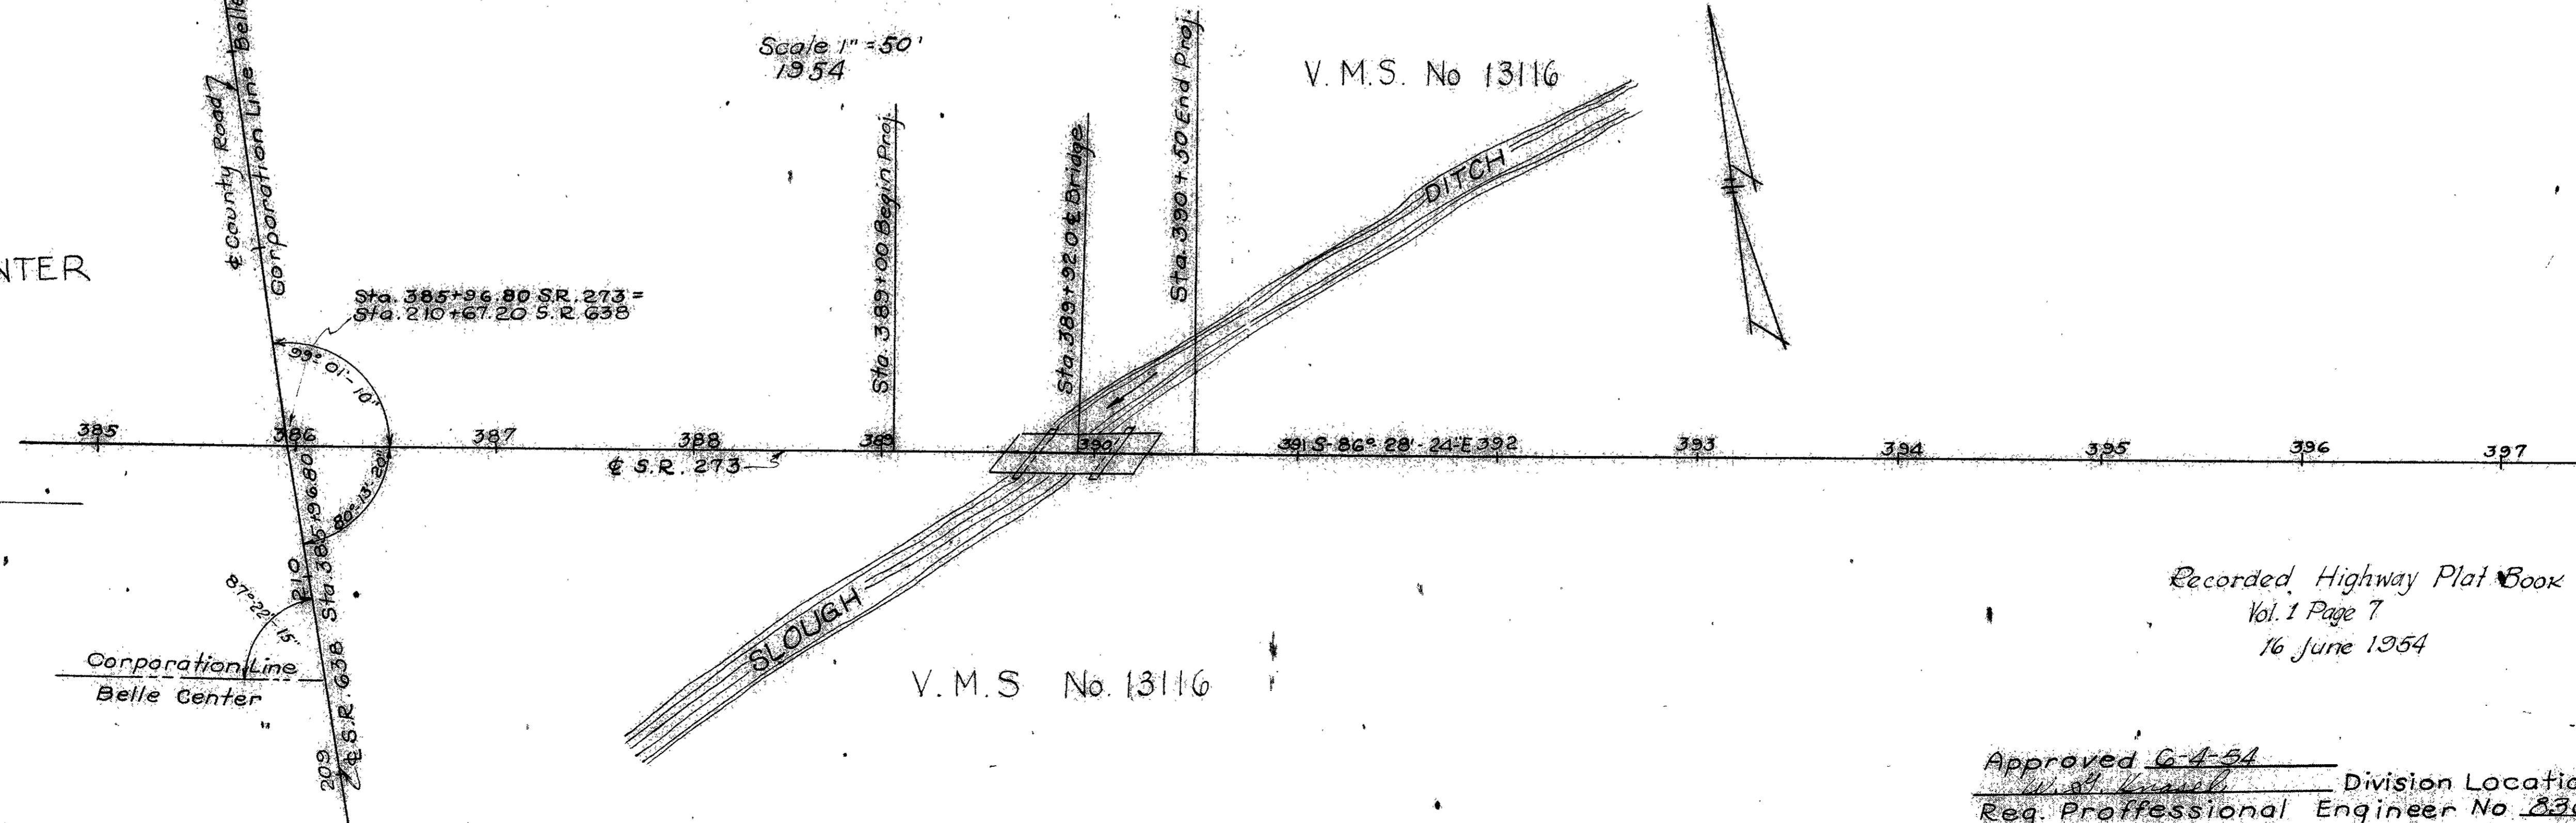 Scale 1" = 50'
1954
V. M. S. No 13116
℄ County Road
Corporation Line Belle
NTER
Sta. 385+96.80 S.R. 273 =
Sta. 210+67.20 S.R. 638
Sta. 389+00 Begin Proj.
Sta. 389+92.0 ℄ Bridge
Sta. 390+50 End Proj.
DITCH
99°-01'-10"
80°-13'-20"
385 386 387 388 389 390 391 S-86°-28'-24"-E 392 393 394 395 396 397
℄ S.R. 273
210
Sta. 385+96.80
87°-22'-15"
Corporation Line
Belle Center
209
℄ S.R. 638
SLOUGH
V. M. S No. 13116
Recorded Highway Plat Book
Vol. 1 Page 7
16 June 1954
Approved 6-4-54
Division Locatio
Reg. Proffessional Engineer No 83